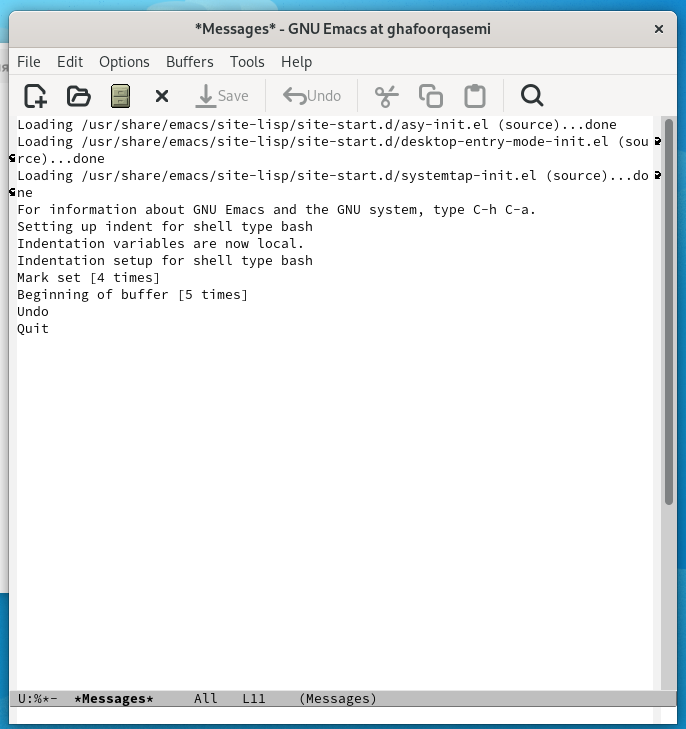 *Messages* - GNU Emacs at ghafoorqasemi
File Edit Options Buffers Tools Help
Save Undo
Loading /usr/share/emacs/site-lisp/site-start.d/asy-init.el (source)...done
Loading /usr/share/emacs/site-lisp/site-start.d/desktop-entry-mode-init.el (sou
rce)...done
Loading /usr/share/emacs/site-lisp/site-start.d/systemtap-init.el (source)...do
ne
For information about GNU Emacs and the GNU system, type C-h C-a.
Setting up indent for shell type bash
Indentation variables are now local.
Indentation setup for shell type bash
Mark set [4 times]
Beginning of buffer [5 times]
Undo
Quit
U:%*-  *Messages*     All   L11    (Messages)